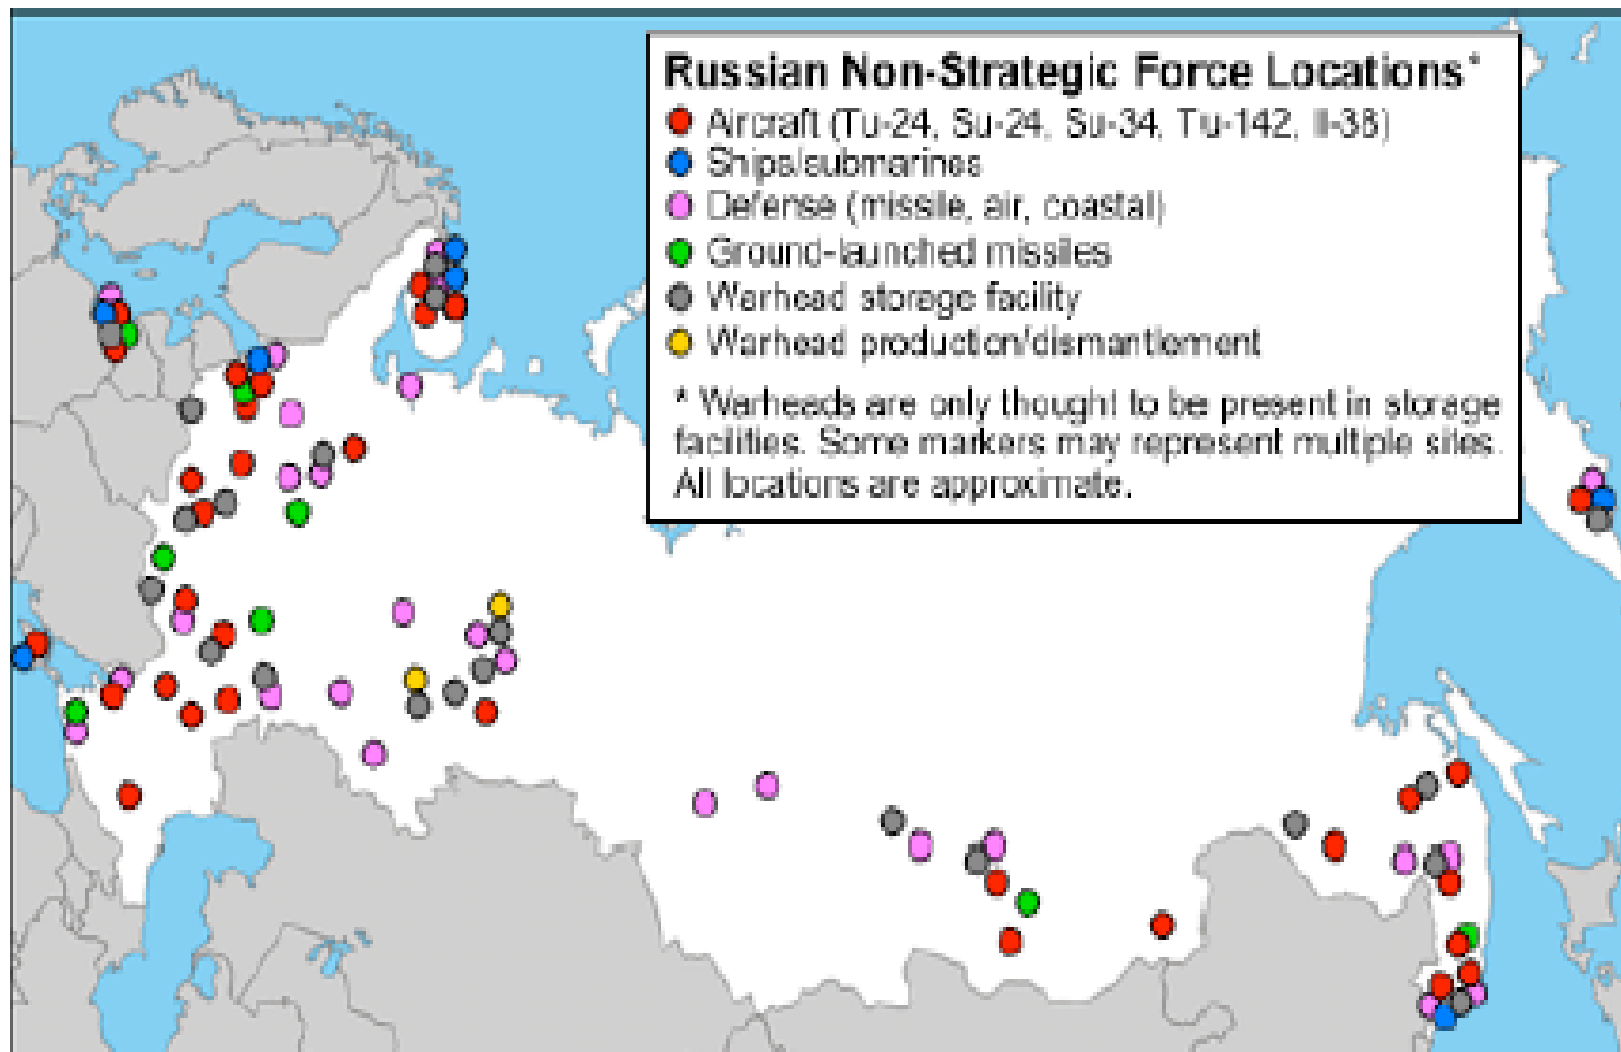 Russian Non-Strategic Force Locations*
Aircraft (Tu-24, Su-24, Su-34, Tu-142, Il-38)
Ships/submarines
Defense (missile, air, coastal)
Ground-launched missiles
Warhead storage facility
Warhead production/dismantlement
* Warheads are only thought to be present in storage
facilities. Some markers may represent multiple sites.
All locations are approximate.